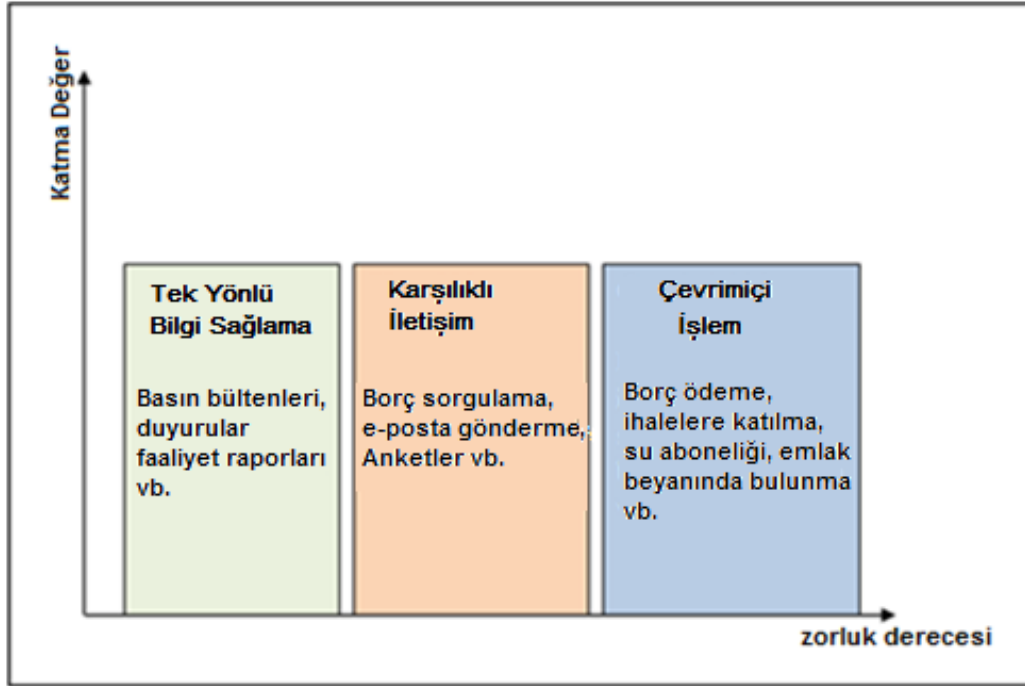 Katma Değer
Tek Yönlü
Bilgi Sağlama
Basın bültenleri,
duyurular
faaliyet raporları
vb.
Karşılıklı
İletişim
Borç sorgulama,
e-posta gönderme,
Anketler vb.
Çevrimiçi
İşlem
Borç ödeme,
ihalelere katılma,
su aboneliği, emlak
beyanında bulunma
vb.
zorluk derecesi